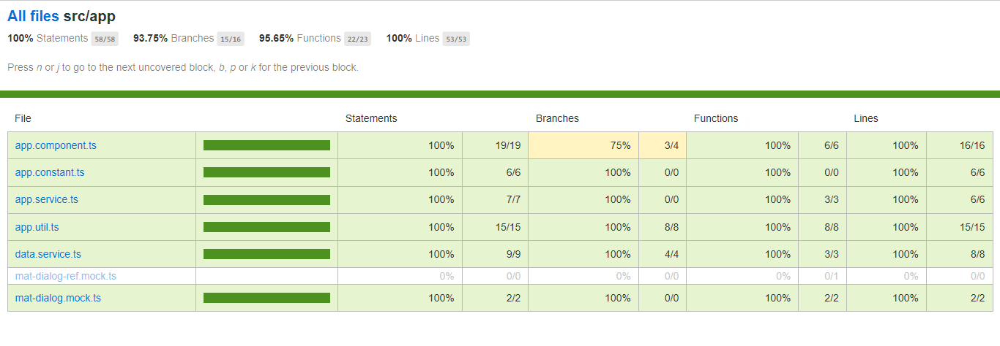 All files src/app
100% Statements 58/58 93.75% Branches 15/16 95.65% Functions 22/23 100% Lines 53/53
Press n or j to go to the next uncovered block, b, p or k for the previous block.
File Statements Branches Functions Lines
app.component.ts 100% 19/19 75% 3/4 100% 6/6 100% 16/16
app.constant.ts 100% 6/6 100% 0/0 100% 0/0 100% 6/6
app.service.ts 100% 7/7 100% 0/0 100% 3/3 100% 6/6
app.util.ts 100% 15/15 100% 8/8 100% 8/8 100% 15/15
data.service.ts 100% 9/9 100% 4/4 100% 3/3 100% 8/8
mat-dialog-ref.mock.ts 0% 0/0 0% 0/0 0% 0/1 0% 0/0
mat-dialog.mock.ts 100% 2/2 100% 0/0 100% 2/2 100% 2/2